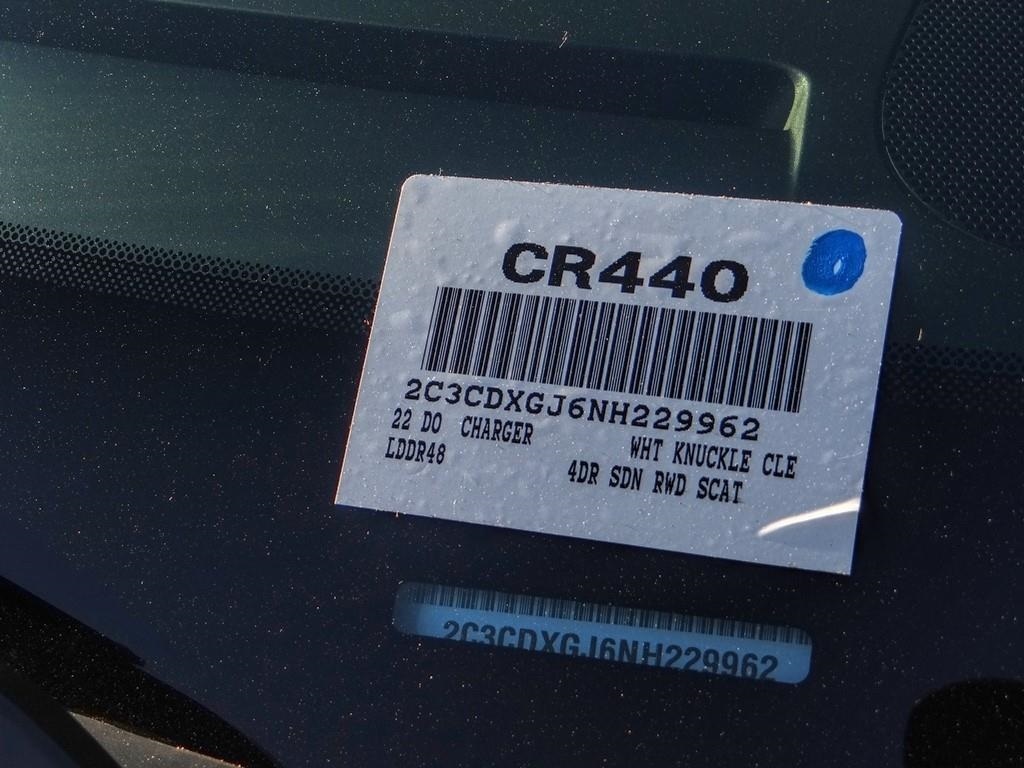 CR440
2C3CDXGJ6NH229962
22 DO CHARGER WHT KNUCKLE CLE
LDDR48 4DR SDN RWD SCAT
2C3CDXGJ6NH229962